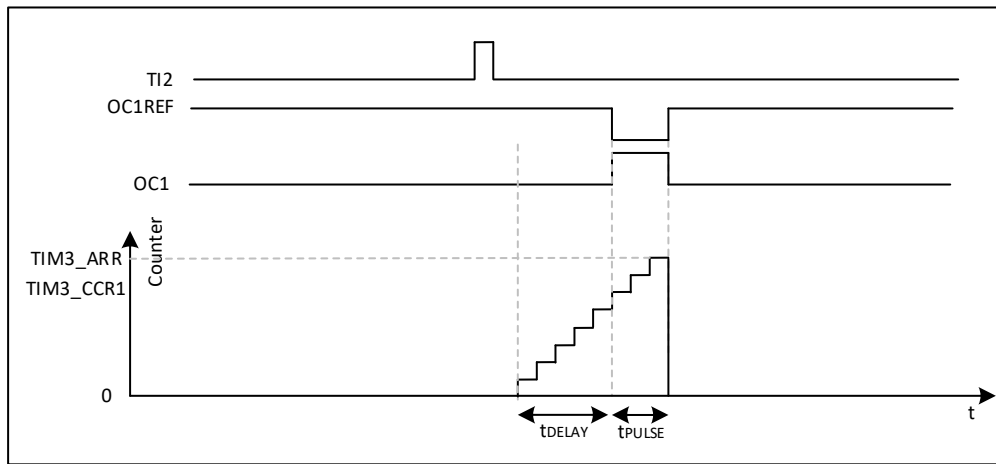 TI2
OC1REF
OC1
Counter
TIM3_ARR
TIM3_CCR1
0
t
tDELAY
tPULSE